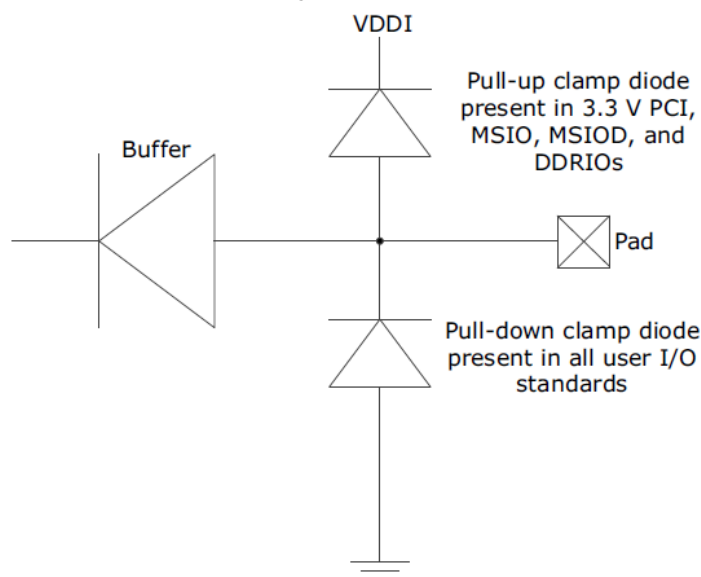 VDDI
Pull-up clamp diode
present in 3.3 V PCI,
MSIO, MSIOD, and
DDRIOs
Buffer
Pad
Pull-down clamp diode
present in all user I/O
standards